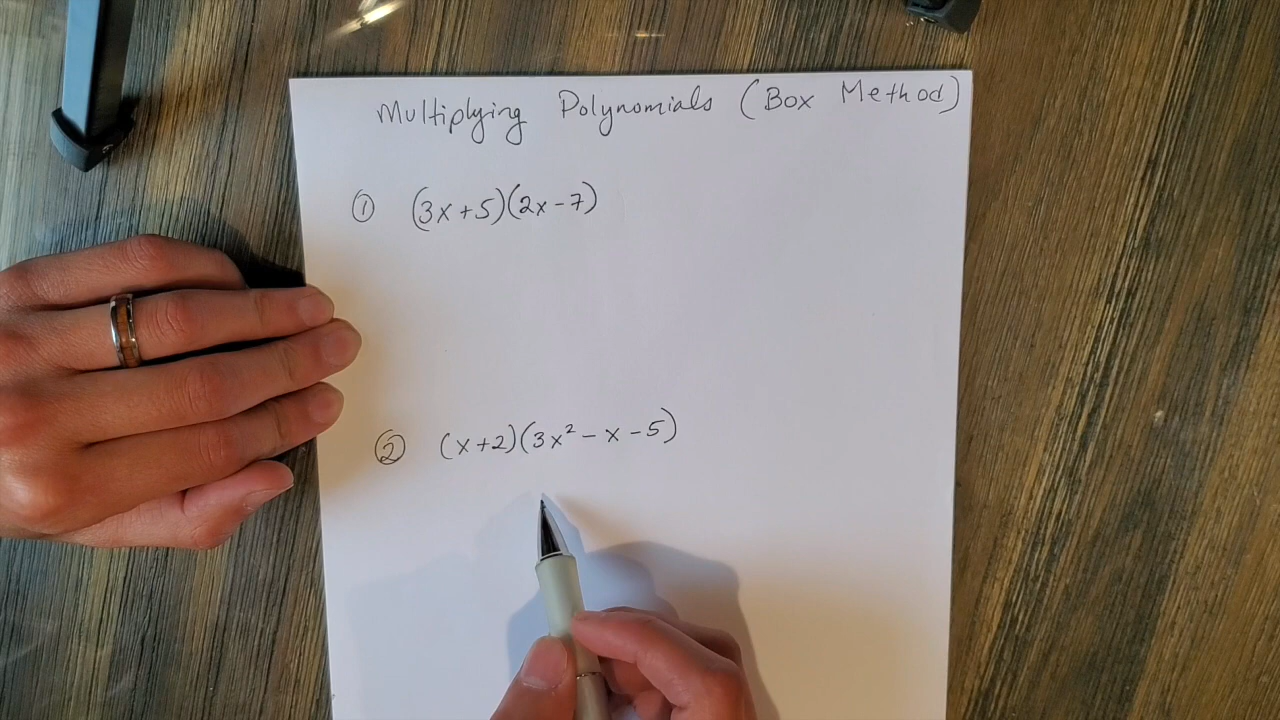 Multiplying Polynomials (Box Method)
① (3x+5)(2x-7)
② (x+2)(3x²-x-5)